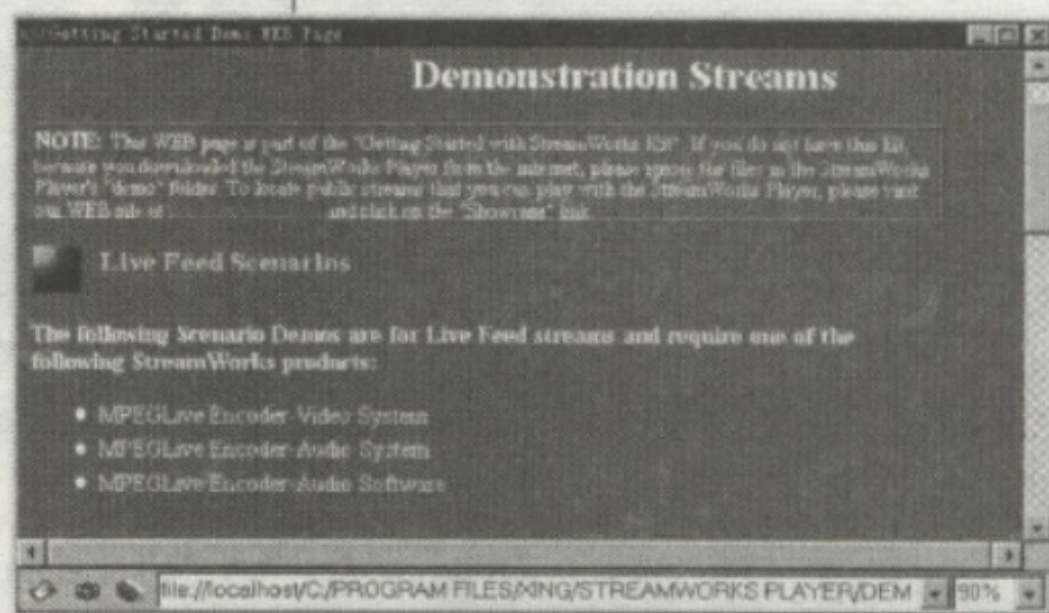 Getting Started Demo WEB Page
Demonstration Streams
NOTE: This WEB page is part of the "Getting Started with StreamWorks Kit". If you do not have this kit,
because you downloaded the StreamWorks Player from the internet, please ignore the files in the StreamWorks
Player's "demo" folder. To locate public streams that you can play with the StreamWorks Player, please visit
our WEB site at and click on the "Showcase" link.
Live Feed Scenarios
The following Scenario Demos are for Live Feed streams and require one of the
following StreamWorks products:
• MPEGLive Encoder-Video System
• MPEGLive Encoder-Audio System
• MPEGLive Encoder-Audio Software
file://localhost/C:/PROGRAM FILES/XING/STREAMWORKS PLAYER/DEM
90%